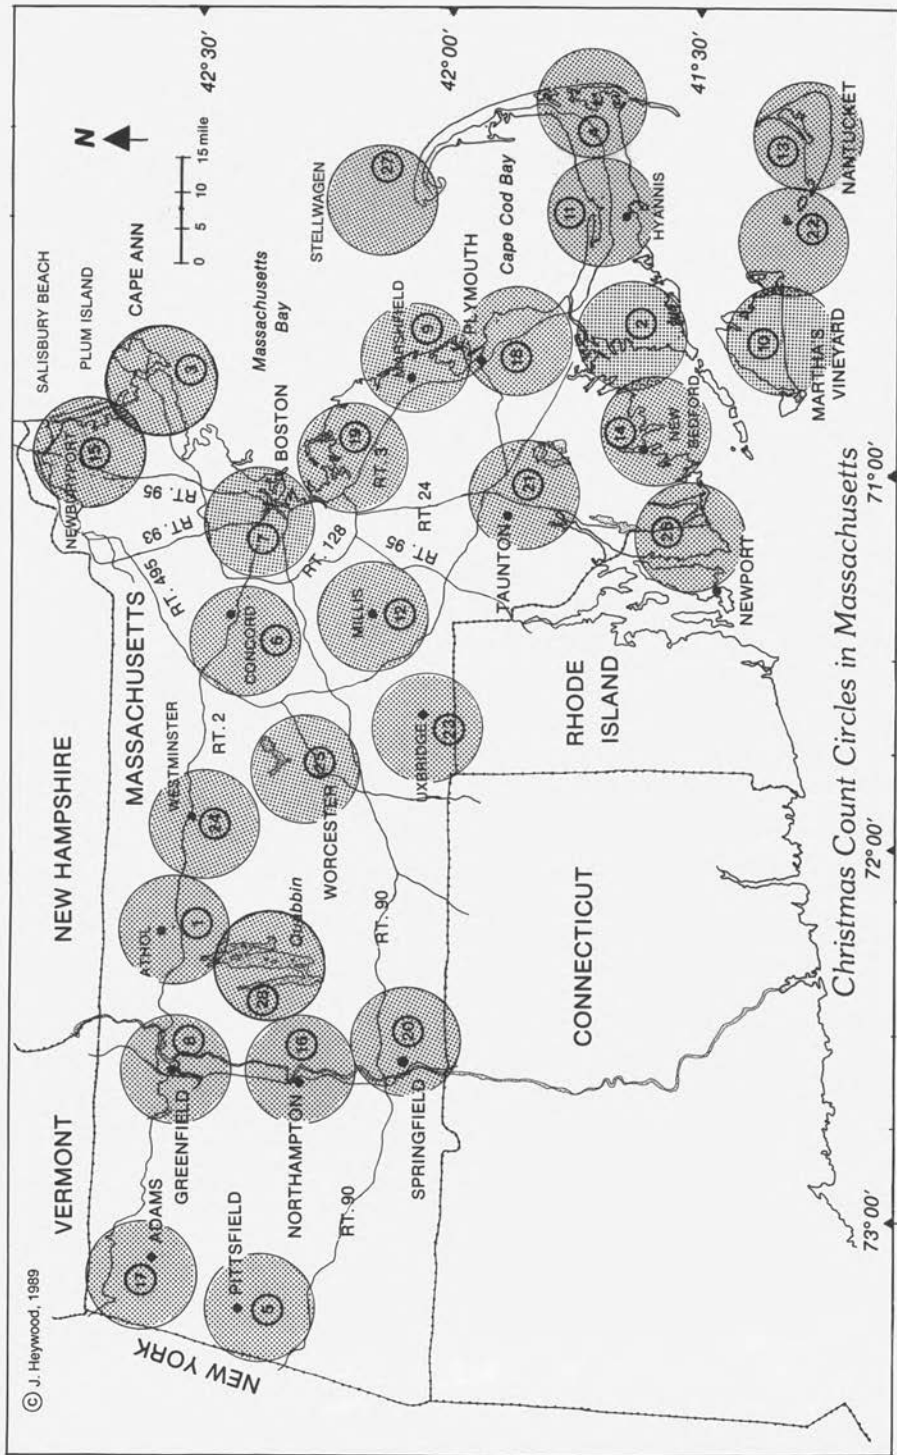 © J. Heywood, 1989
VERMONT
NEW HAMPSHIRE
SALISBURY BEACH
PLUM ISLAND
CAPE ANN
N
0 5 10 15 mile
NEW YORK
17
ADAMS
8
GREENFIELD
ATHOL
1
WESTMINSTER
24
MASSACHUSETTS
RT. 2
RT. 495
RT. 93
RT. 95
NEWBURYPORT
15
3
42°30'
5
PITTSFIELD
16
NORTHAMPTON
28
Quabbin
25
WORCESTER
CONCORD
6
7
BOSTON
RT. 128
Massachusetts
Bay
STELLWAGEN
27
RT. 90
20
SPRINGFIELD
RT. 90
UXBRIDGE
23
MILLIS
12
RT. 95
RT. 24
19
RT. 3
MARSHFIELD
9
PLYMOUTH
Cape Cod Bay
42°00'
18
21
TAUNTON
11
HYANNIS
4
CONNECTICUT
RHODE
ISLAND
26
NEWPORT
14
NEW
BEDFORD
2
41°30'
10
MARTHA'S
VINEYARD
22
13
NANTUCKET
Christmas Count Circles in Massachusetts
73°00'
72°00'
71°00'